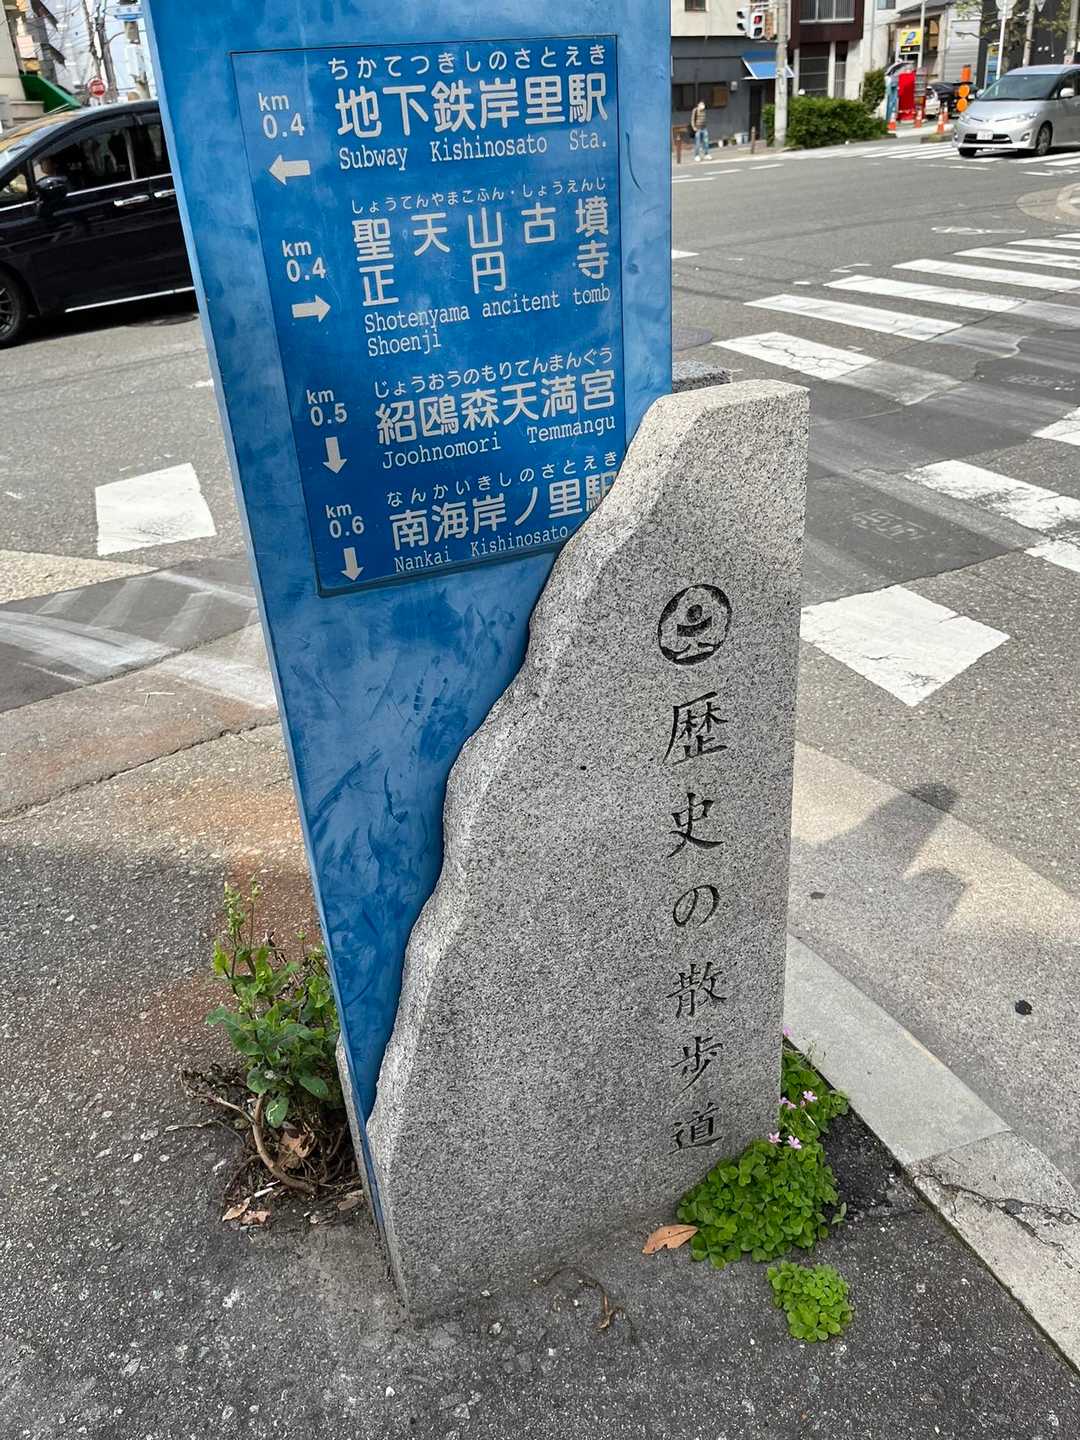 ちかてつきしのさとえき
km
0.4
地下鉄岸里駅
Subway Kishinosato Sta.
しょうてんやまこふん・しょうえんじ
km
0.4
聖天山古墳
正円寺
Shotenyama ancitent tomb
Shoenji
じょうおうのもりてんまんぐう
km
0.5
紹鴎森天満宮
Joohnomori Temmangu
なんかいきしのさとえき
km
0.6
南海岸ノ里駅
Nankai Kishinosato
歴史の散歩道